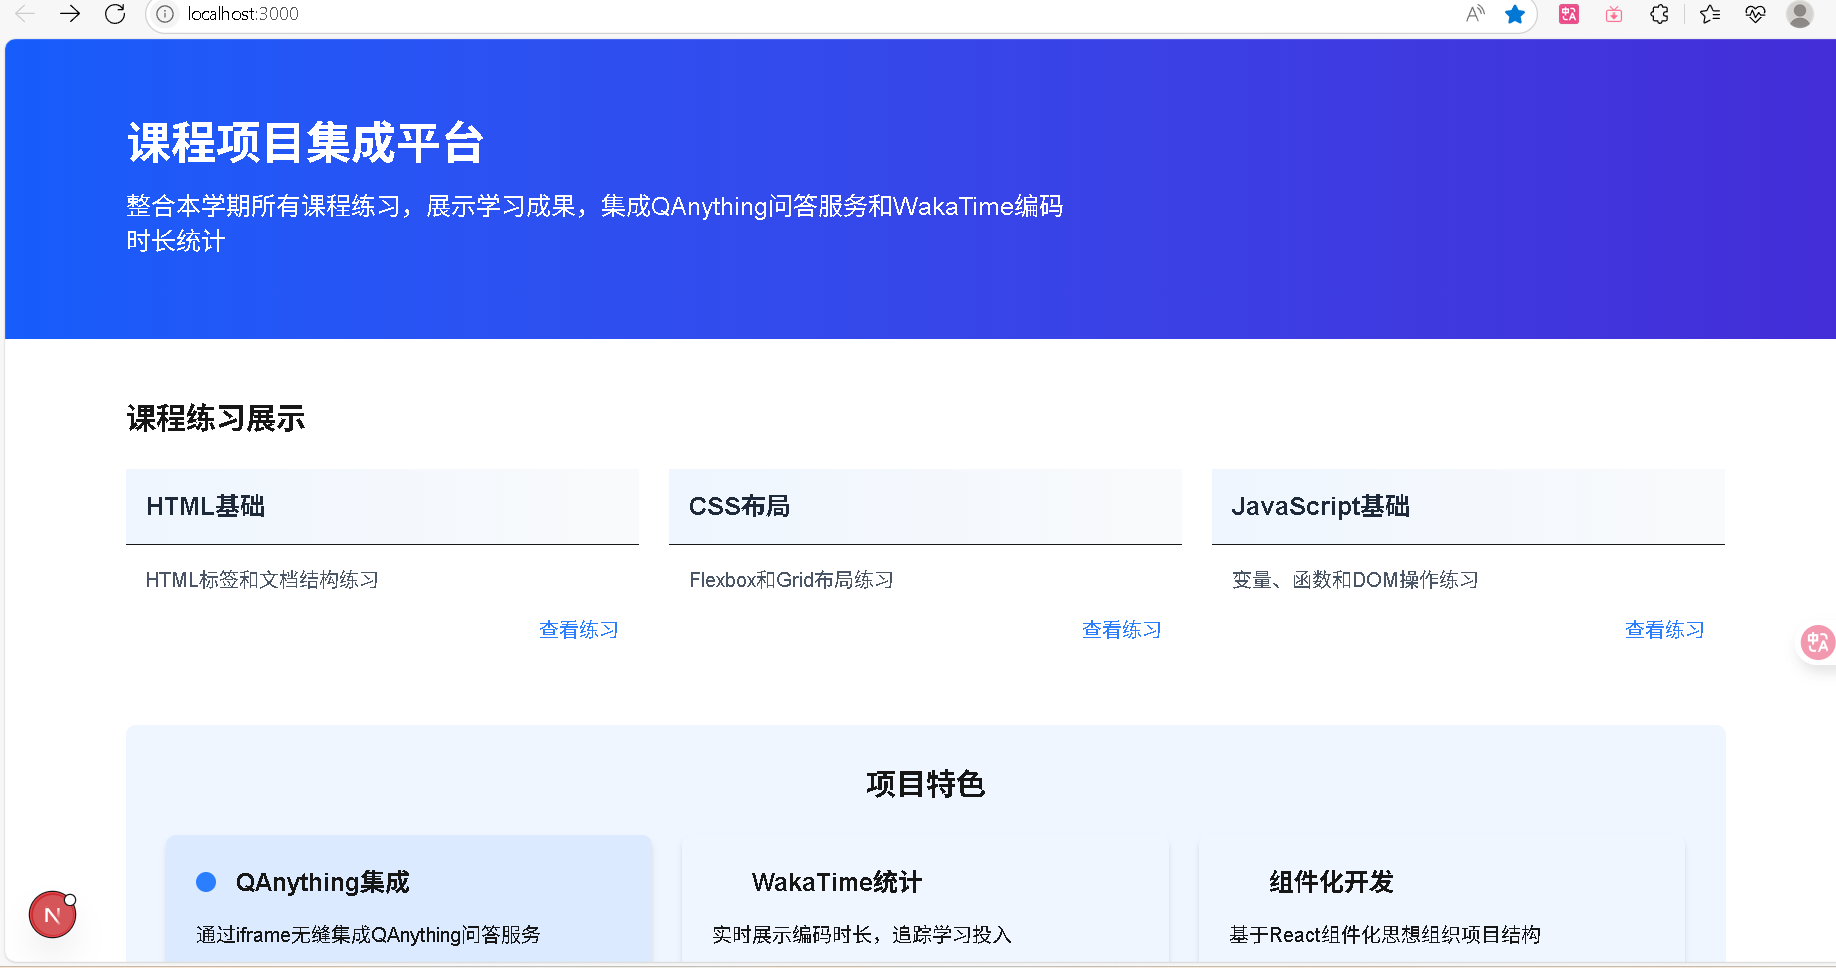 localhost:3000
课程项目集成平台
整合本学期所有课程练习，展示学习成果，集成QAnything问答服务和WakaTime编码
时长统计
课程练习展示
HTML基础
HTML标签和文档结构练习
查看练习
CSS布局
Flexbox和Grid布局练习
查看练习
JavaScript基础
变量、函数和DOM操作练习
查看练习
项目特色
QAnything集成
通过iframe无缝集成QAnything问答服务
WakaTime统计
实时展示编码时长，追踪学习投入
组件化开发
基于React组件化思想组织项目结构
N